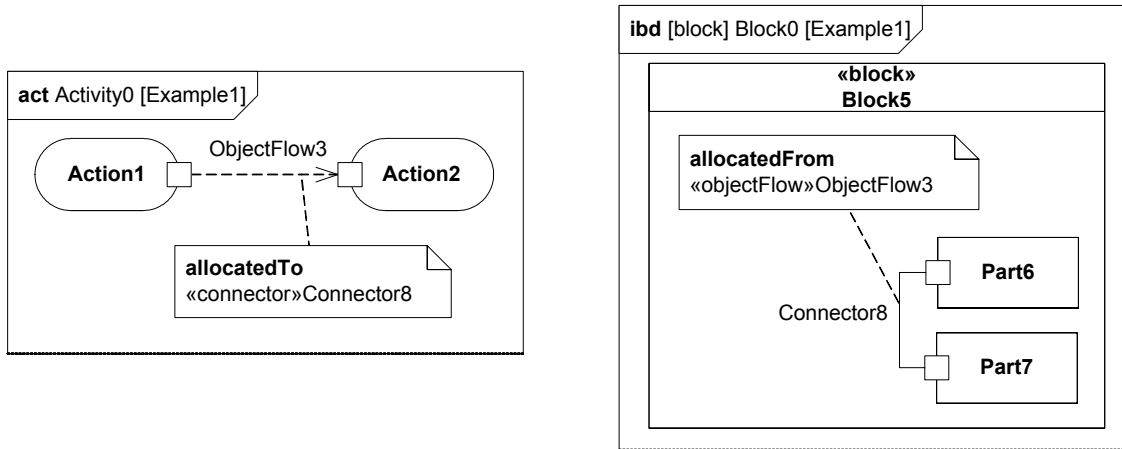 act Activity0 [Example1]
ObjectFlow3
Action1
Action2
allocatedTo
«connector»Connector8
ibd [block] Block0 [Example1]
«block»
Block5
allocatedFrom
«objectFlow»ObjectFlow3
Part6
Connector8
Part7